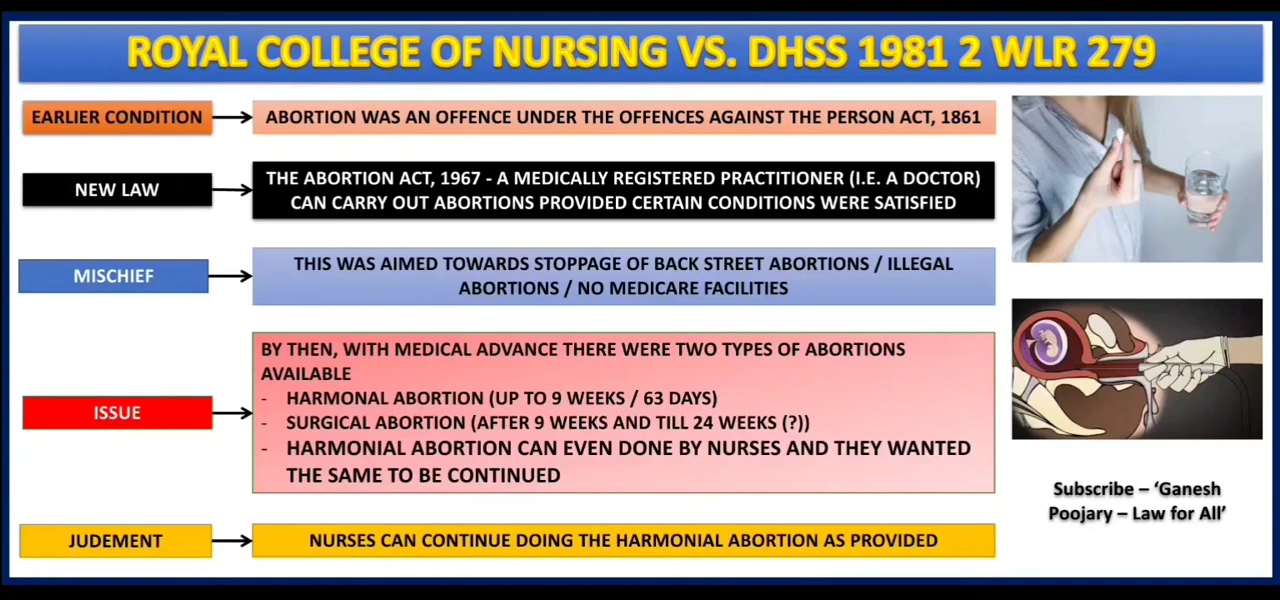 ROYAL COLLEGE OF NURSING VS. DHSS 1981 2 WLR 279
EARLIER CONDITION
ABORTION WAS AN OFFENCE UNDER THE OFFENCES AGAINST THE PERSON ACT, 1861
NEW LAW
THE ABORTION ACT, 1967 - A MEDICALLY REGISTERED PRACTITIONER (I.E. A DOCTOR)
CAN CARRY OUT ABORTIONS PROVIDED CERTAIN CONDITIONS WERE SATISFIED
MISCHIEF
THIS WAS AIMED TOWARDS STOPPAGE OF BACK STREET ABORTIONS / ILLEGAL
ABORTIONS / NO MEDICARE FACILITIES
ISSUE
BY THEN, WITH MEDICAL ADVANCE THERE WERE TWO TYPES OF ABORTIONS
AVAILABLE
- HARMONAL ABORTION (UP TO 9 WEEKS / 63 DAYS)
- SURGICAL ABORTION (AFTER 9 WEEKS AND TILL 24 WEEKS (?))
- HARMONIAL ABORTION CAN EVEN DONE BY NURSES AND THEY WANTED
THE SAME TO BE CONTINUED
JUDEMENT
NURSES CAN CONTINUE DOING THE HARMONIAL ABORTION AS PROVIDED
Subscribe – ‘Ganesh
Poojary – Law for All’